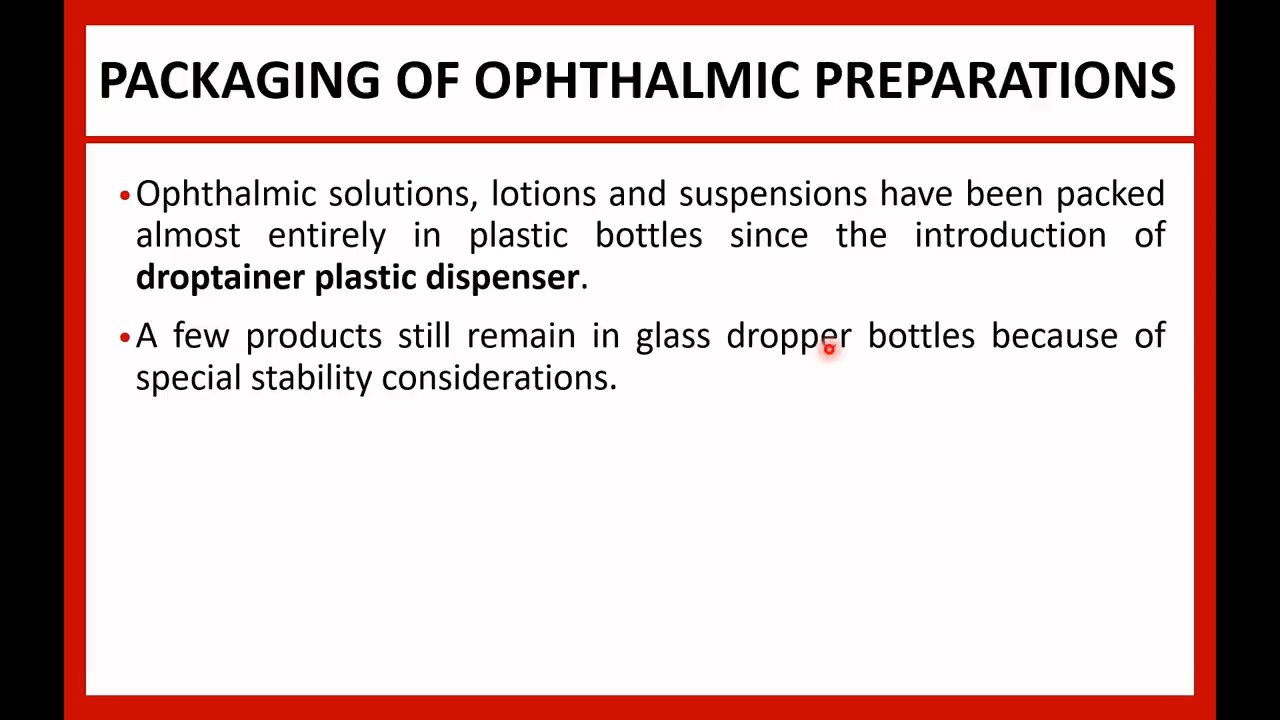 PACKAGING OF OPHTHALMIC PREPARATIONS
•Ophthalmic solutions, lotions and suspensions have been packed
almost entirely in plastic bottles since the introduction of
droptainer plastic dispenser.
•A few products still remain in glass dropper bottles because of
special stability considerations.